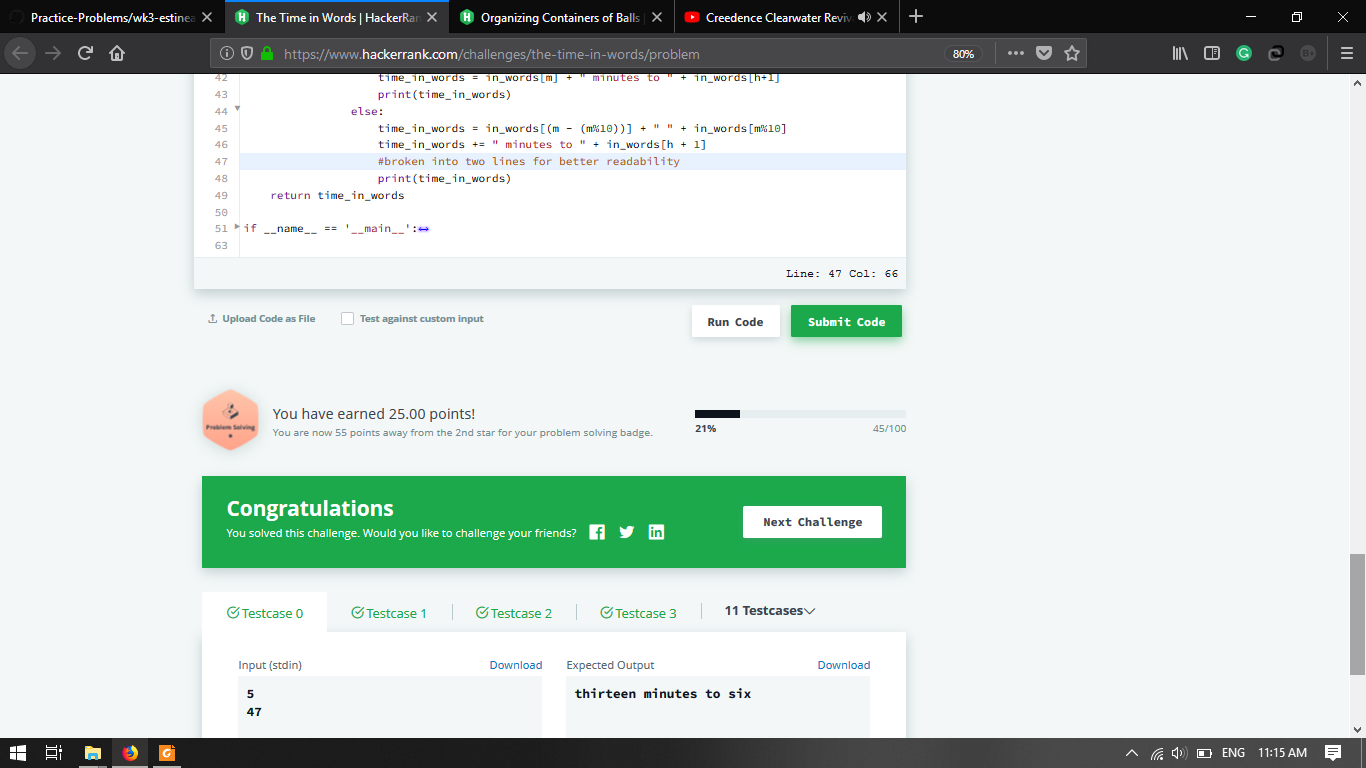 Practice-Problems/wk3-estinea
The Time in Words | HackerRan
Organizing Containers of Balls
Creedence Clearwater Reviv
https://www.hackerrank.com/challenges/the-time-in-words/problem
80%
42 time_in_words = in_words[m] + " minutes to " + in_words[h+1]
43 print(time_in_words)
44 else:
45 time_in_words = in_words[(m - (m%10))] + " " + in_words[m%10]
46 time_in_words += " minutes to " + in_words[h + 1]
47 #broken into two lines for better readability
48 print(time_in_words)
49 return time_in_words
50
51 if __name__ == '__main__':
63
Line: 47 Col: 66
Upload Code as File
Test against custom input
Run Code
Submit Code
Problem Solving
You have earned 25.00 points!
You are now 55 points away from the 2nd star for your problem solving badge.
21%
45/100
Congratulations
You solved this challenge. Would you like to challenge your friends?
Next Challenge
Testcase 0
Testcase 1
Testcase 2
Testcase 3
11 Testcases
Input (stdin)
Download
Expected Output
Download
5
47
thirteen minutes to six
ENG
11:15 AM